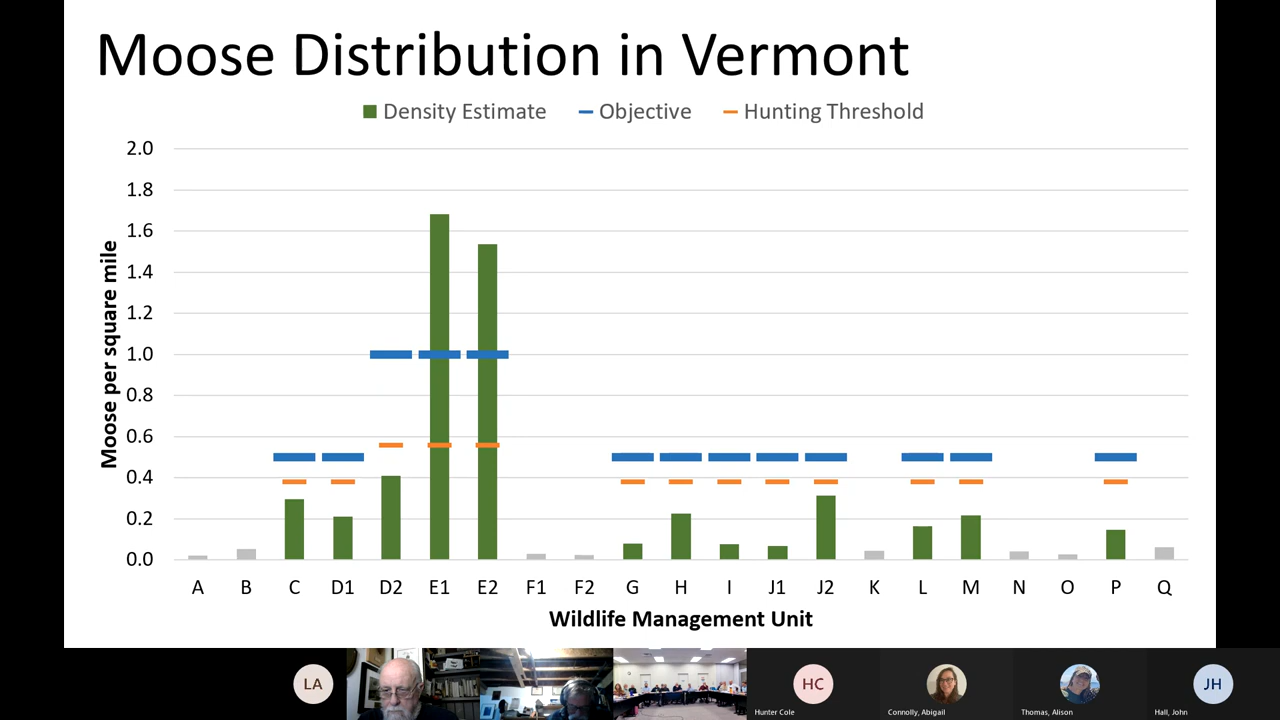 Moose Distribution in Vermont
Density Estimate Objective Hunting Threshold
Moose per square mile
2.0
1.8
1.6
1.4
1.2
1.0
0.8
0.6
0.4
0.2
0.0
A B C D1 D2 E1 E2 F1 F2 G H I J1 J2 K L M N O P Q
Wildlife Management Unit
LA HC JH
Hunter Cole Connolly, Abigail Thomas, Alison Hall, John